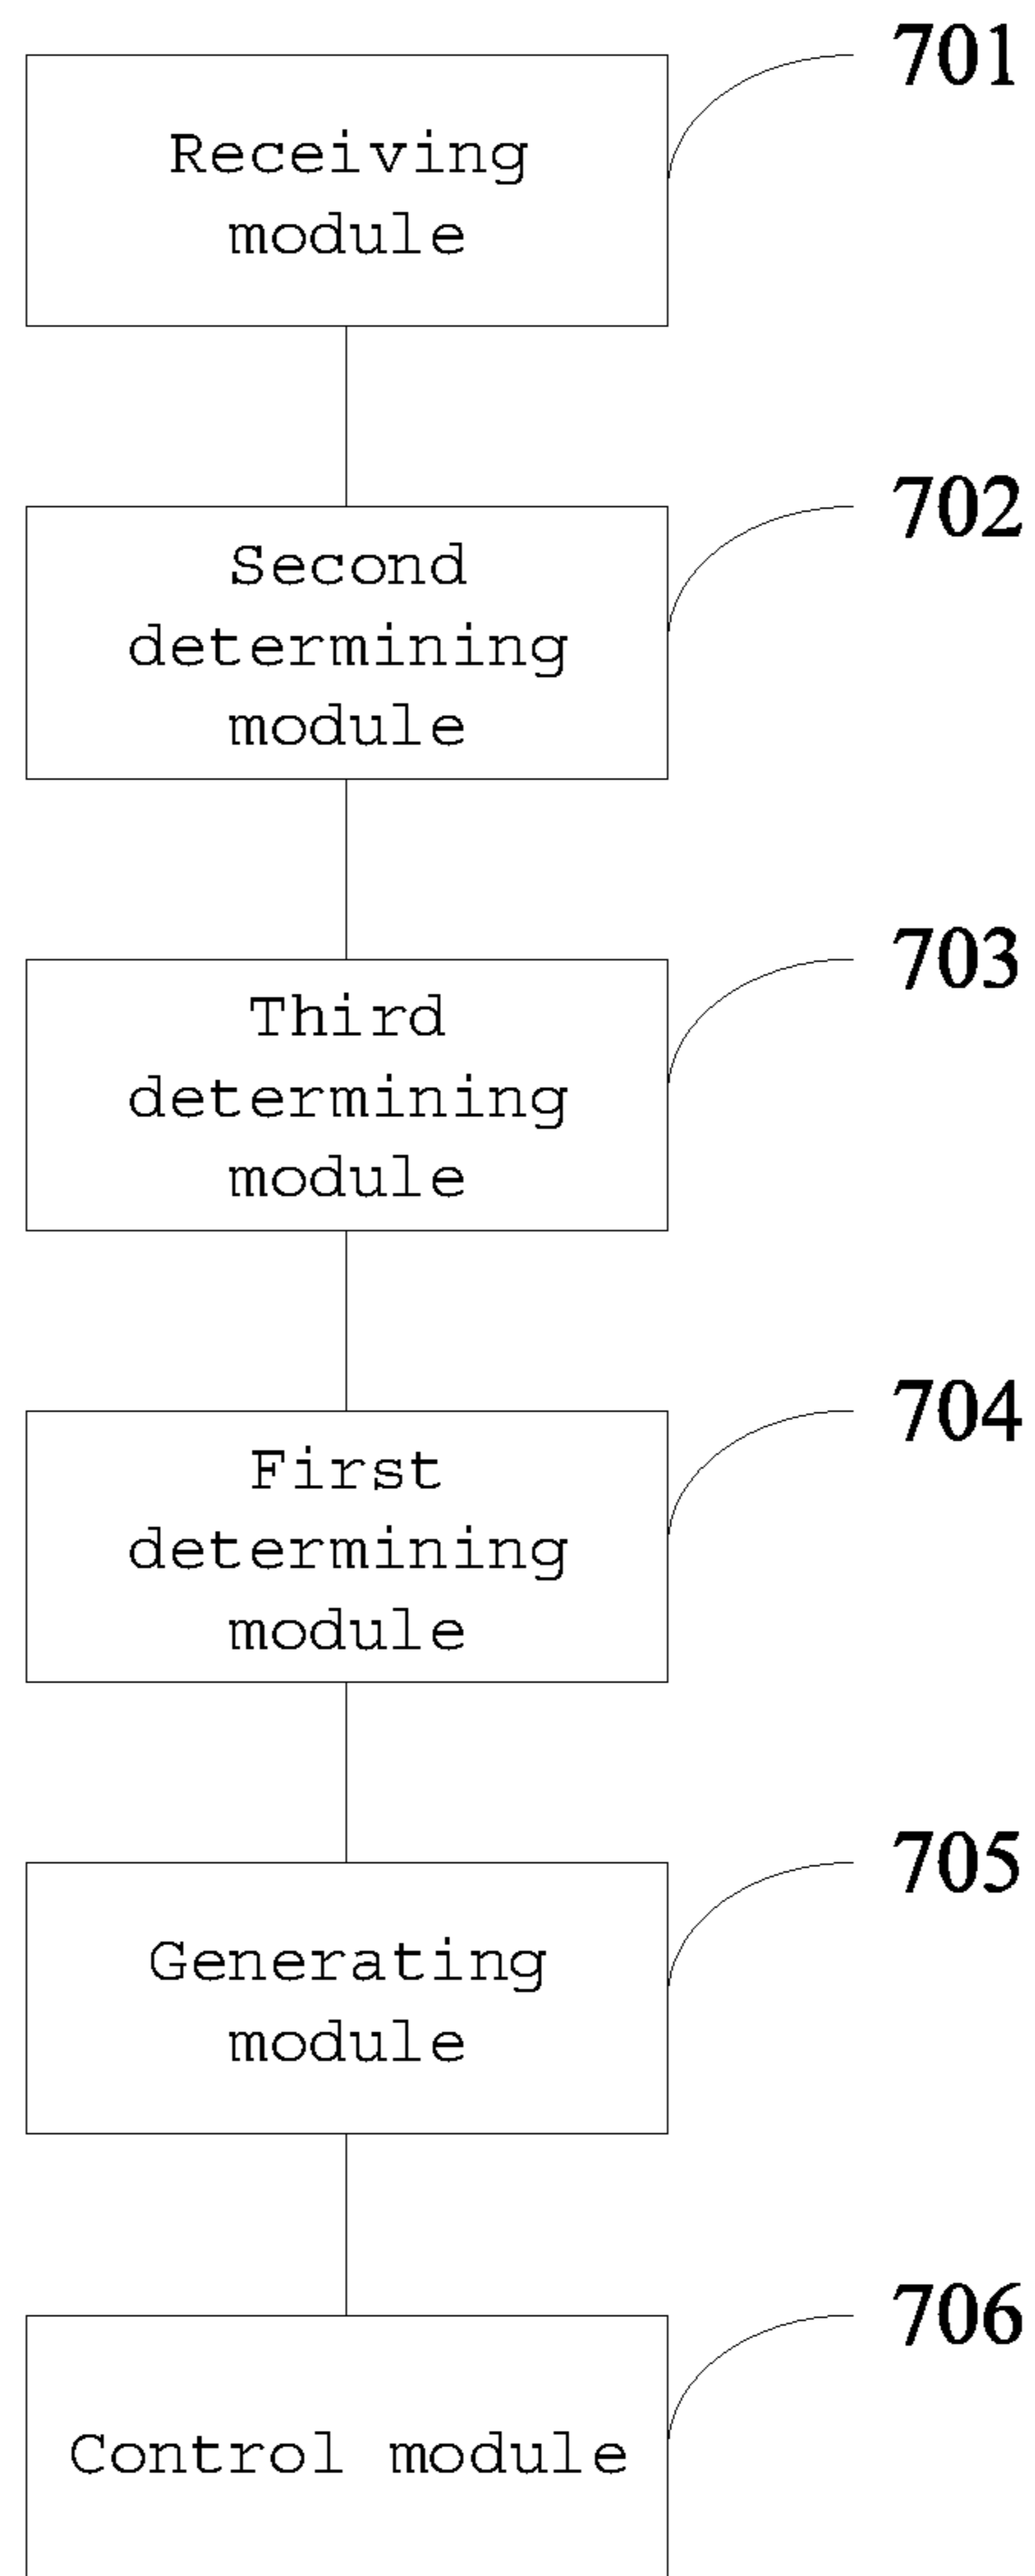 701
Receiving
module
702
Second
determining
module
703
Third
determining
module
704
First
determining
module
705
Generating
module
706
Control module